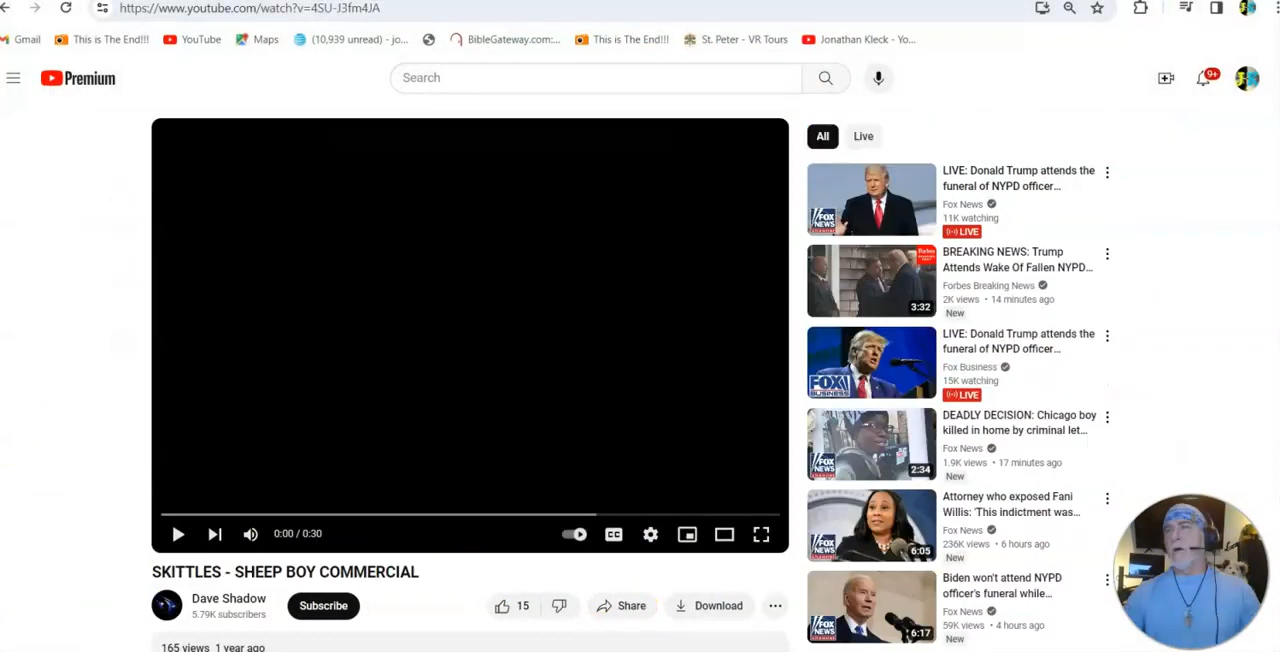 https://www.youtube.com/watch?v=4SU-J3fm4JA
Gmail
This is The End!!!
YouTube
Maps
(10,939 unread) - jo...
BibleGateway.com:...
This is The End!!!
St. Peter - VR Tours
Jonathan Kleck - Yo...
Premium
Search
9+
All
Live
LIVE: Donald Trump attends the
funeral of NYPD officer...
Fox News
11K watching
LIVE
BREAKING NEWS: Trump
Attends Wake Of Fallen NYPD...
Forbes Breaking News
2K views • 14 minutes ago
New
3:32
LIVE: Donald Trump attends the
funeral of NYPD officer...
Fox Business
15K watching
LIVE
DEADLY DECISION: Chicago boy
killed in home by criminal let...
Fox News
1.9K views • 17 minutes ago
New
2:34
Attorney who exposed Fani
Willis: 'This indictment was...
Fox News
236K views • 6 hours ago
New
6:05
Biden won't attend NYPD
officer's funeral while...
Fox News
59K views • 4 hours ago
New
6:17
0:00 / 0:30
CC
SKITTLES - SHEEP BOY COMMERCIAL
Dave Shadow
5.79K subscribers
Subscribe
15
Share
Download
165 views 1 year ago